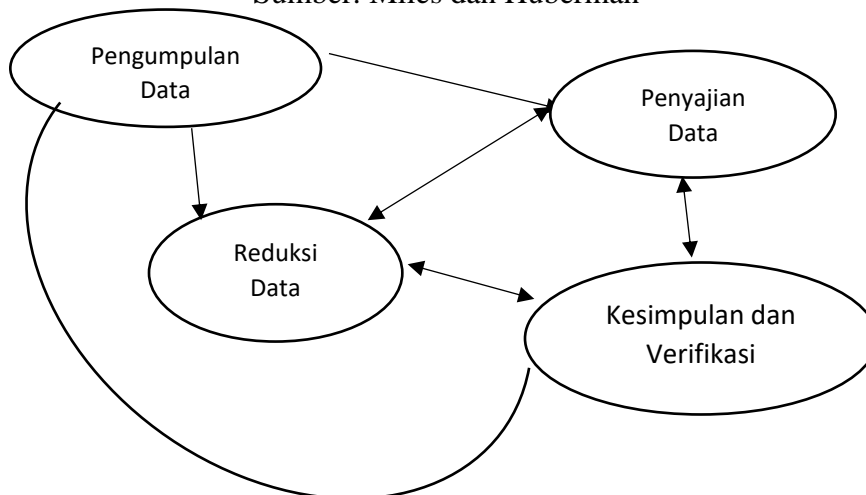 Sumber: Miles dan Huberman
Pengumpulan
Data
Penyajian
Data
Reduksi
Data
Kesimpulan dan
Verifikasi